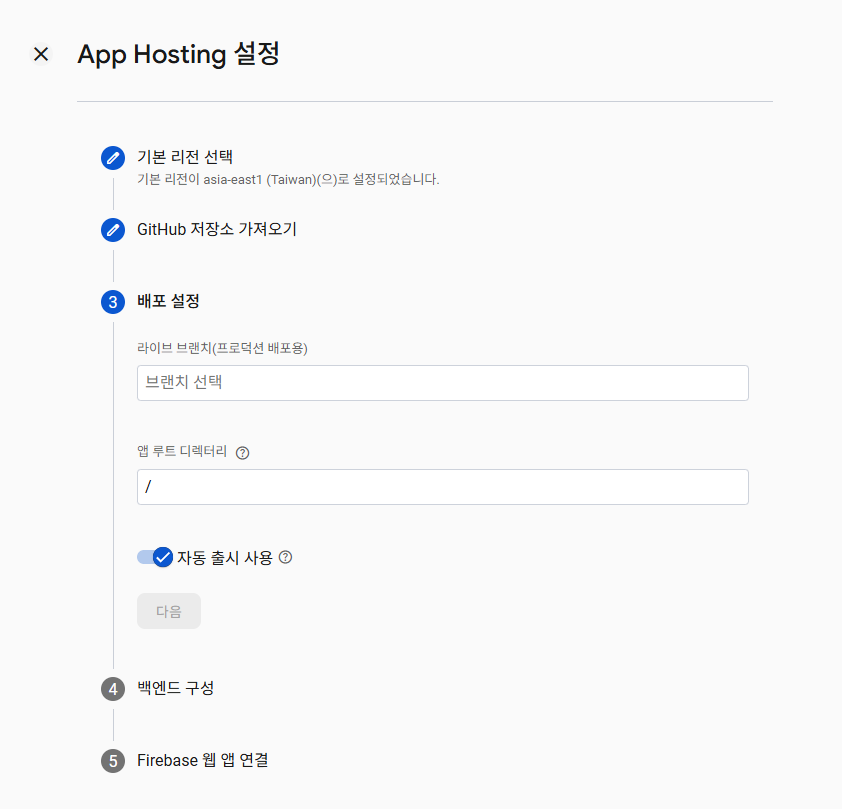 App Hosting 설정
기본 리전 선택
기본 리전이 asia-east1 (Taiwan)(으)로 설정되었습니다.
GitHub 저장소 가져오기
3 배포 설정
라이브 브랜치(프로덕션 배포용)
브랜치 선택
앱 루트 디렉터리 ?
/
자동 출시 사용 ?
다음
4 백엔드 구성
5 Firebase 웹 앱 연결